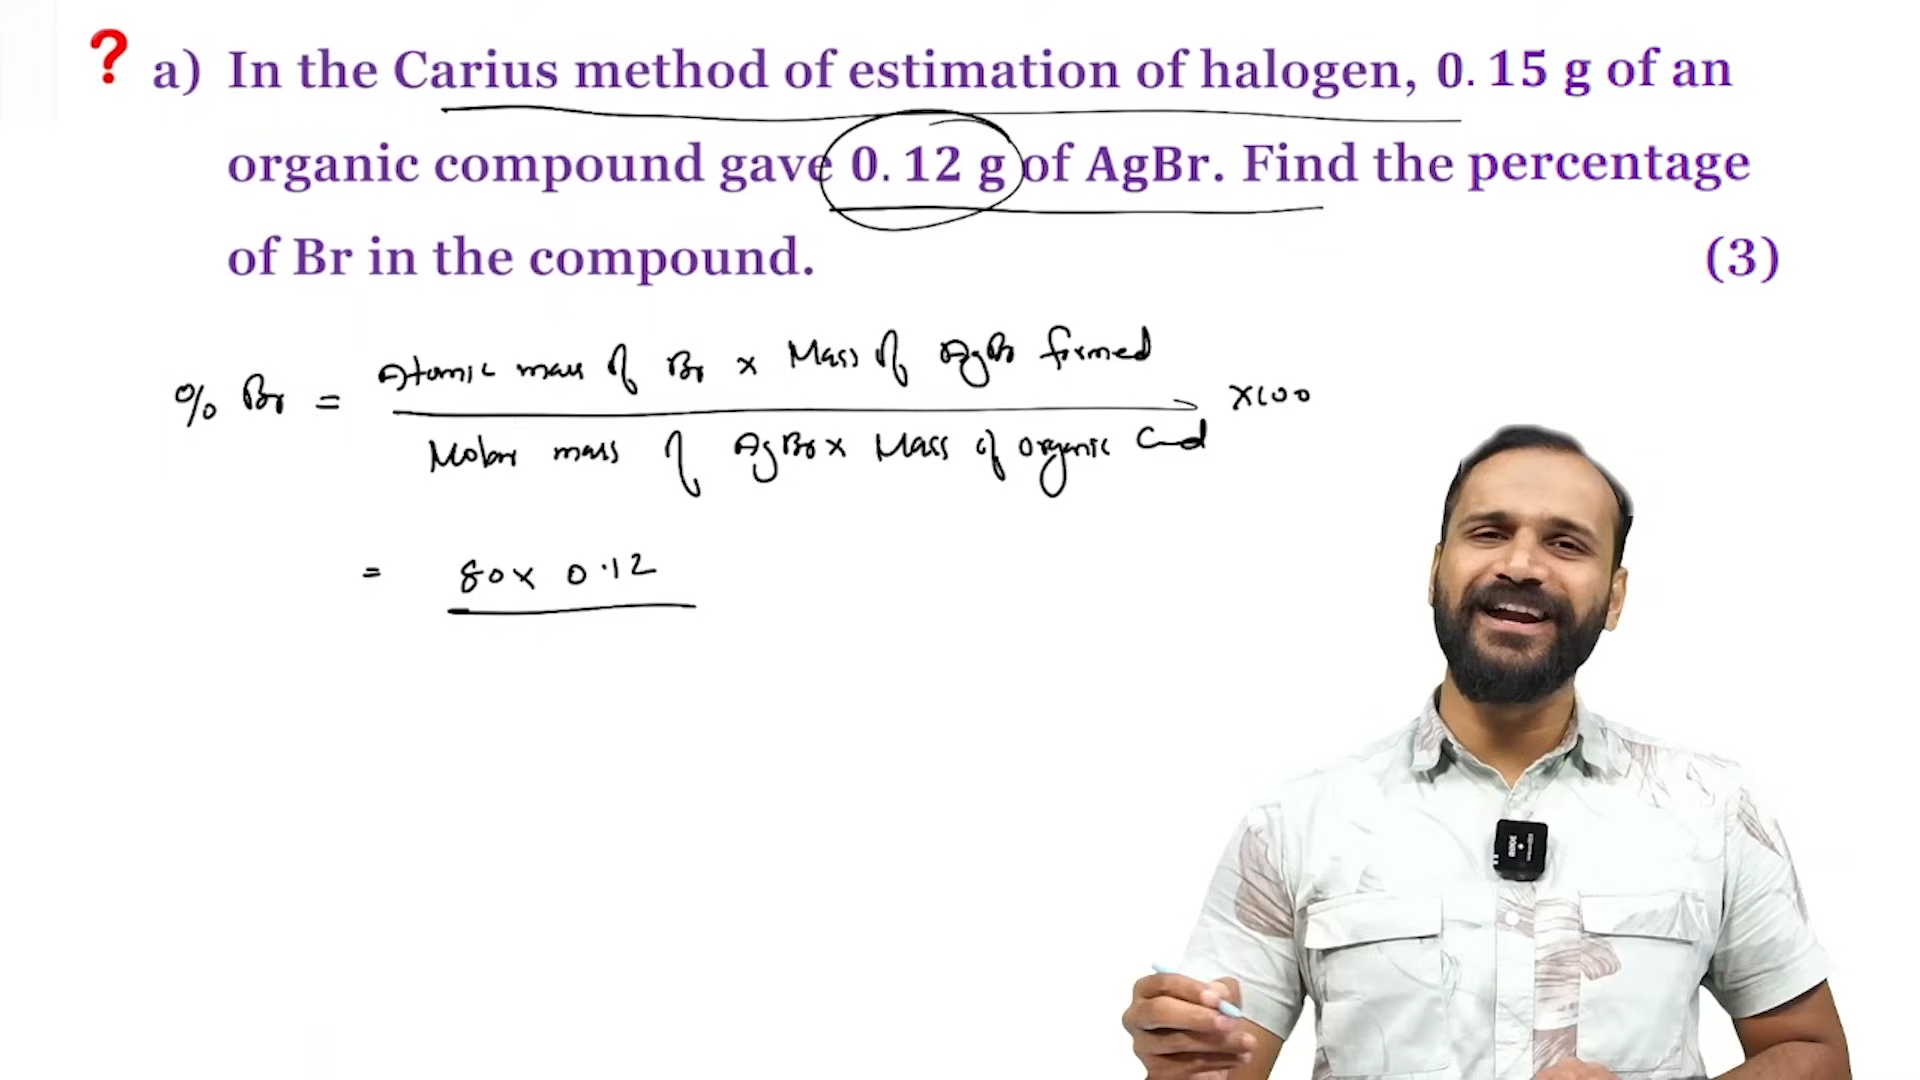 ❓ a) In the Carius method of estimation of halogen, 0.15 g of an
organic compound gave 0.12 g of AgBr. Find the percentage
of Br in the compound. (3)
% Br = Atomic mass of Br x Mass of AgBr formed
Molar mass of AgBr x Mass of organic Cmd
x100
= 80 x 0.12
RODE